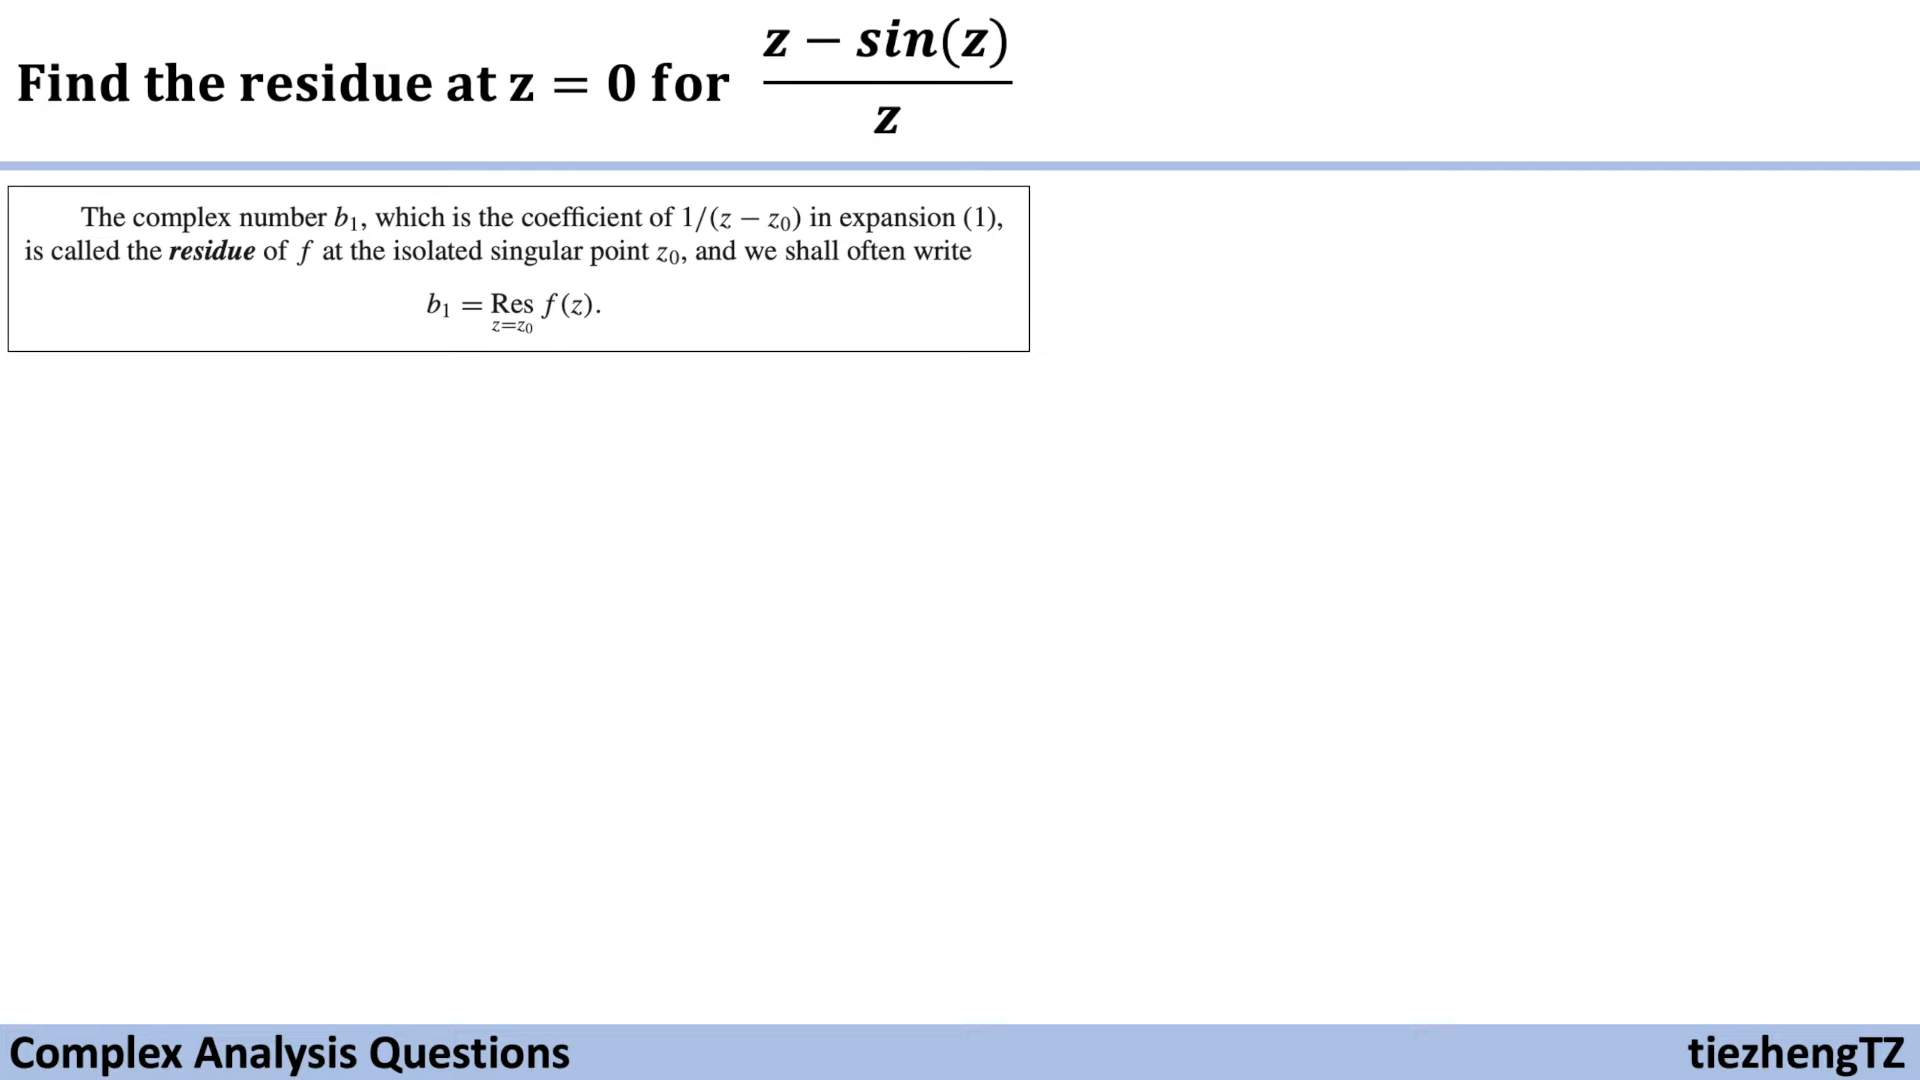 Find the residue at z = 0 for (z − sin(z))/z
The complex number b₁, which is the coefficient of 1/(z − z₀) in expansion (1),
is called the residue of f at the isolated singular point z₀, and we shall often write
b₁ = Res f(z).
z=z₀
Complex Analysis Questions
tiezhengTZ